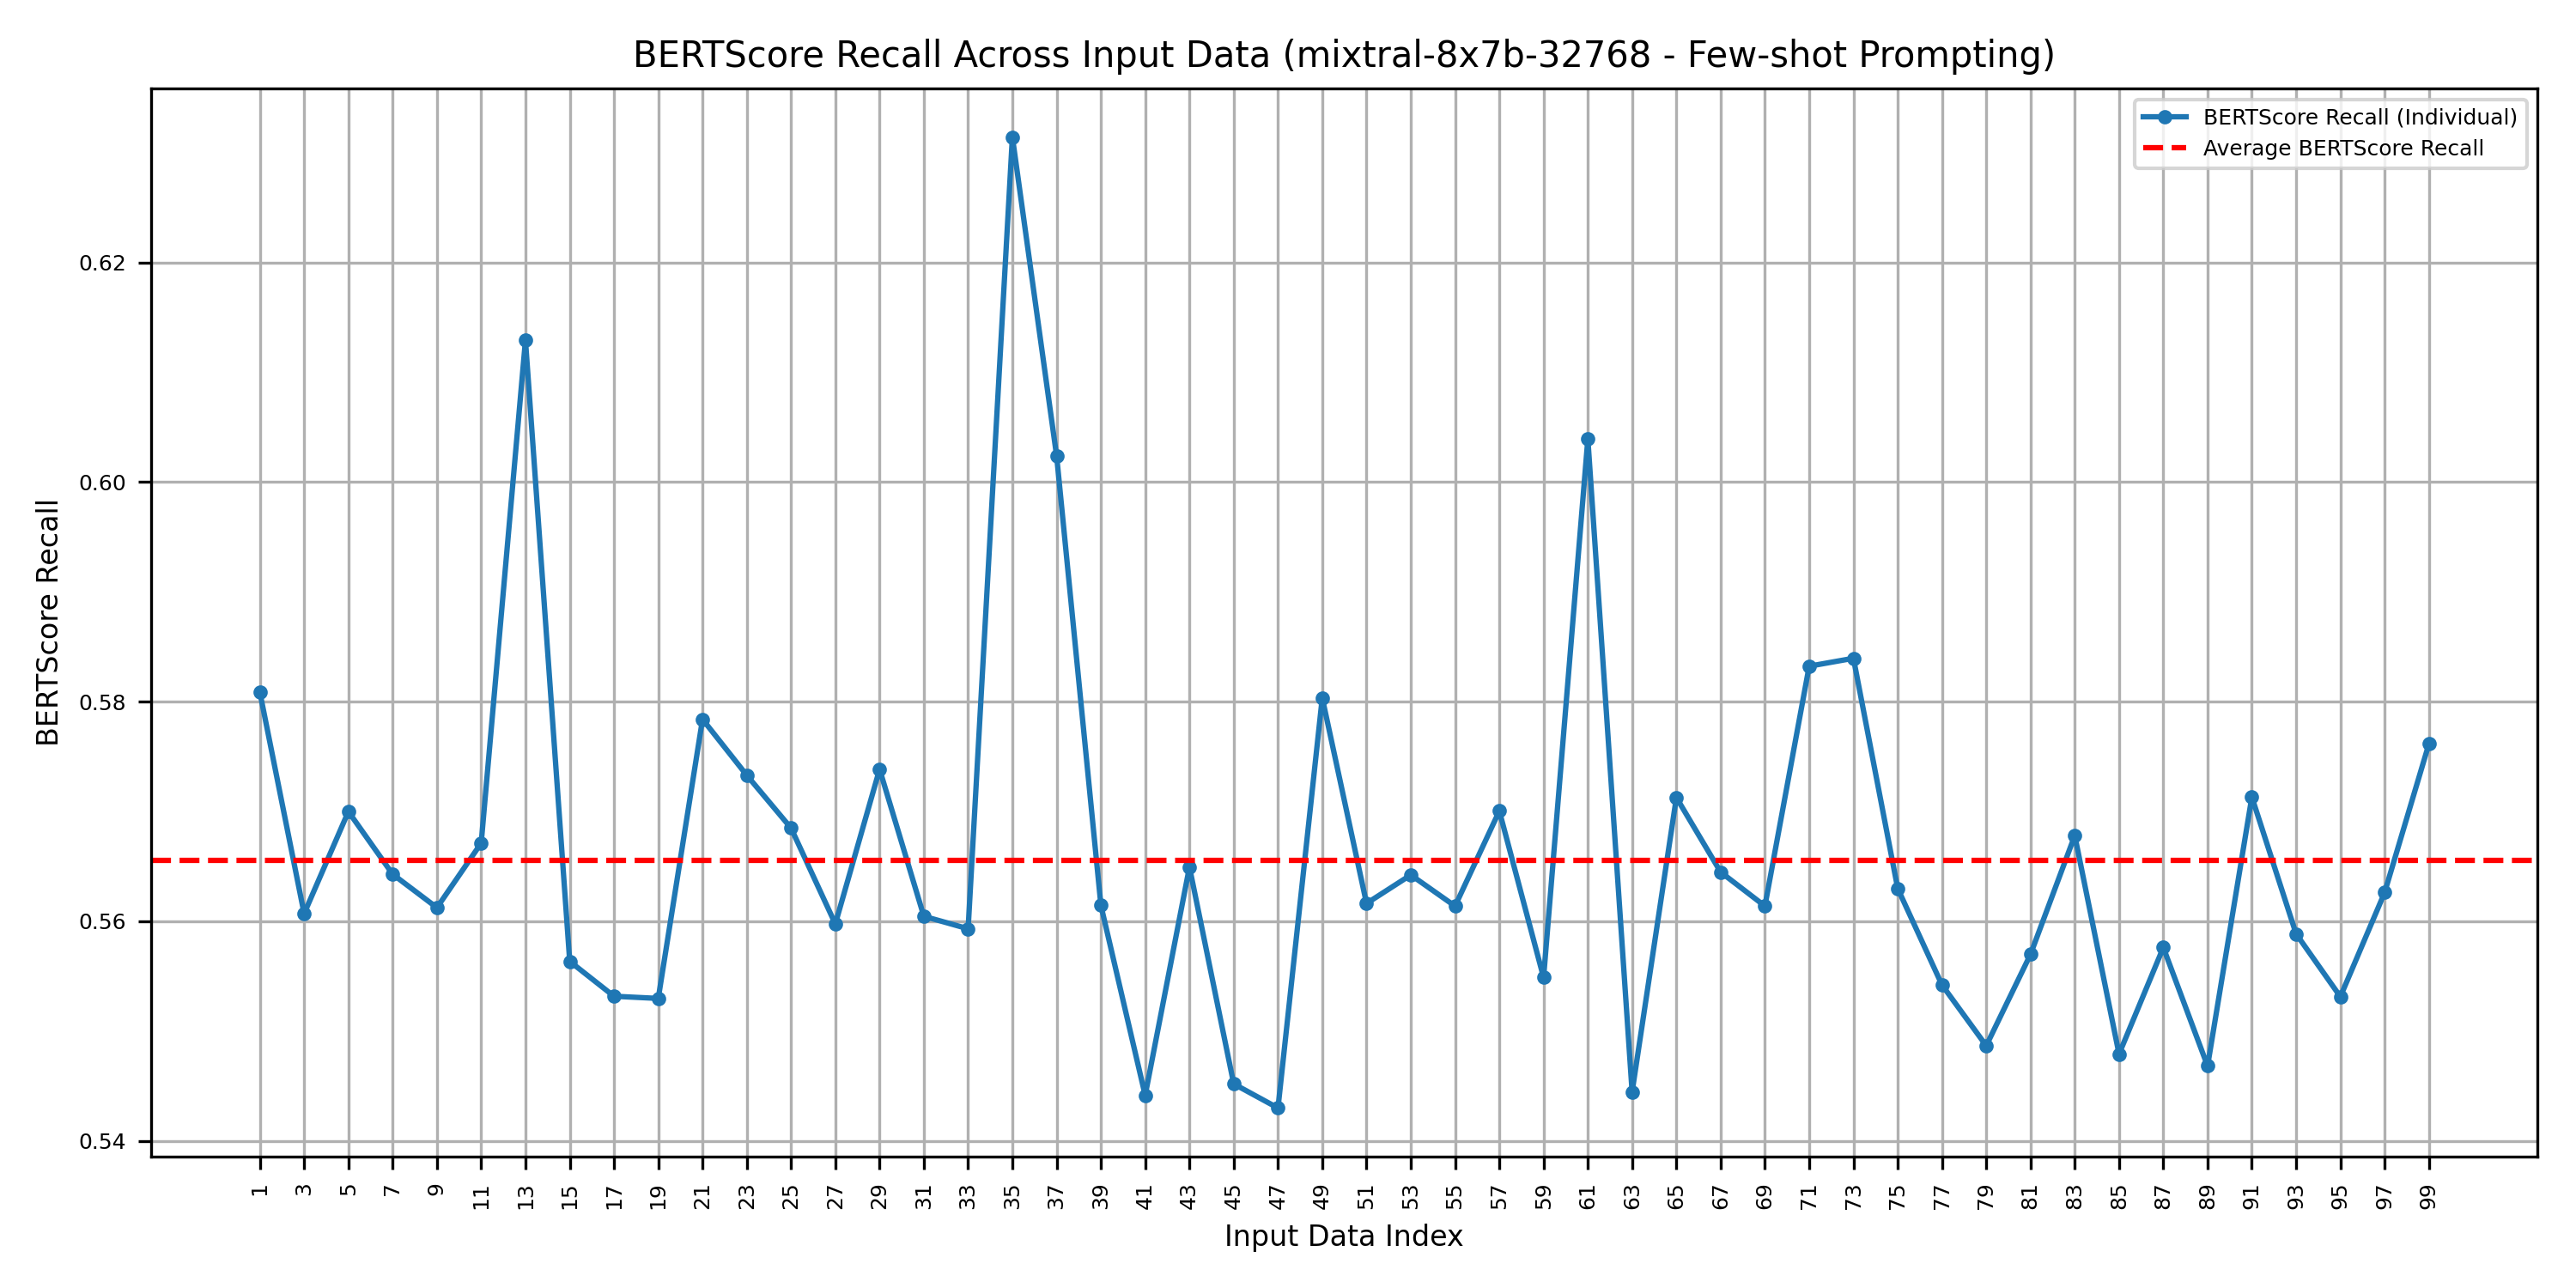 BERTScore Recall Across Input Data (mixtral-8x7b-32768 - Few-shot Prompting)
BERTScore Recall (Individual)
Average BERTScore Recall
BERTScore Recall
0.62
0.60
0.58
0.56
0.54
1 3 5 7 9 11 13 15 17 19 21 23 25 27 29 31 33 35 37 39 41 43 45 47 49 51 53 55 57 59 61 63 65 67 69 71 73 75 77 79 81 83 85 87 89 91 93 95 97 99
Input Data Index